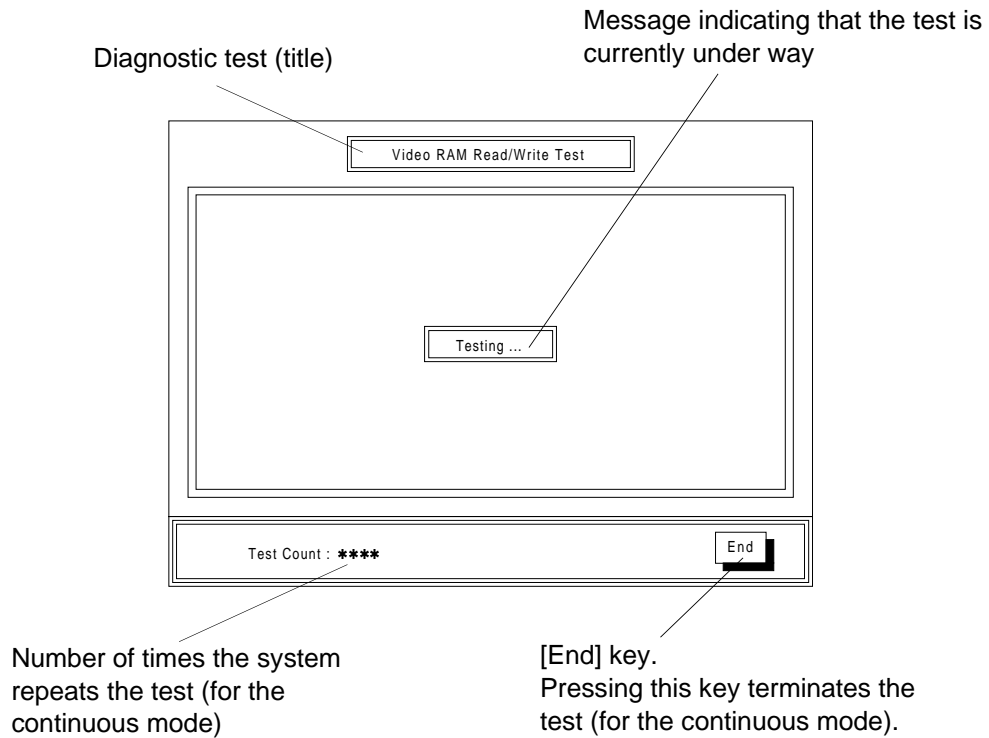 Message indicating that the test is
currently under way
Diagnostic test (title)
Video RAM Read/Write Test
Testing ...
Test Count : ****
End
Number of times the system
repeats the test (for the
continuous mode)
[End] key.
Pressing this key terminates the
test (for the continuous mode).